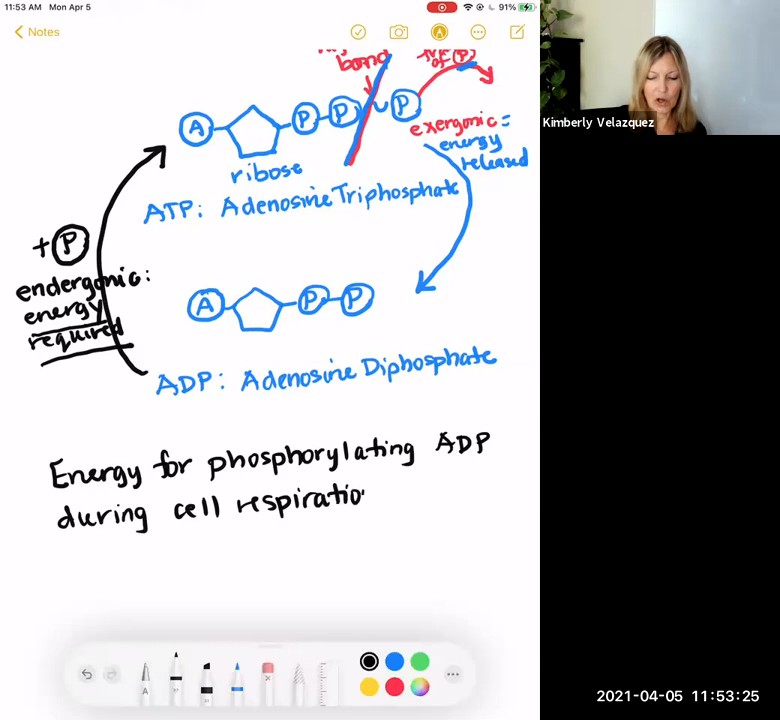 11:53 AM Mon Apr 5
91%
Notes
bond
of P
A
P
P
P
exergonic =
energy
released
ribose
ATP: Adenosine Triphosphate
+ P
endergonic:
energy
required
A
P
P
ADP: Adenosine Diphosphate
Energy for phosphorylating ADP
during cell respiratio
Kimberly Velazquez
A
2021-04-05 11:53:25